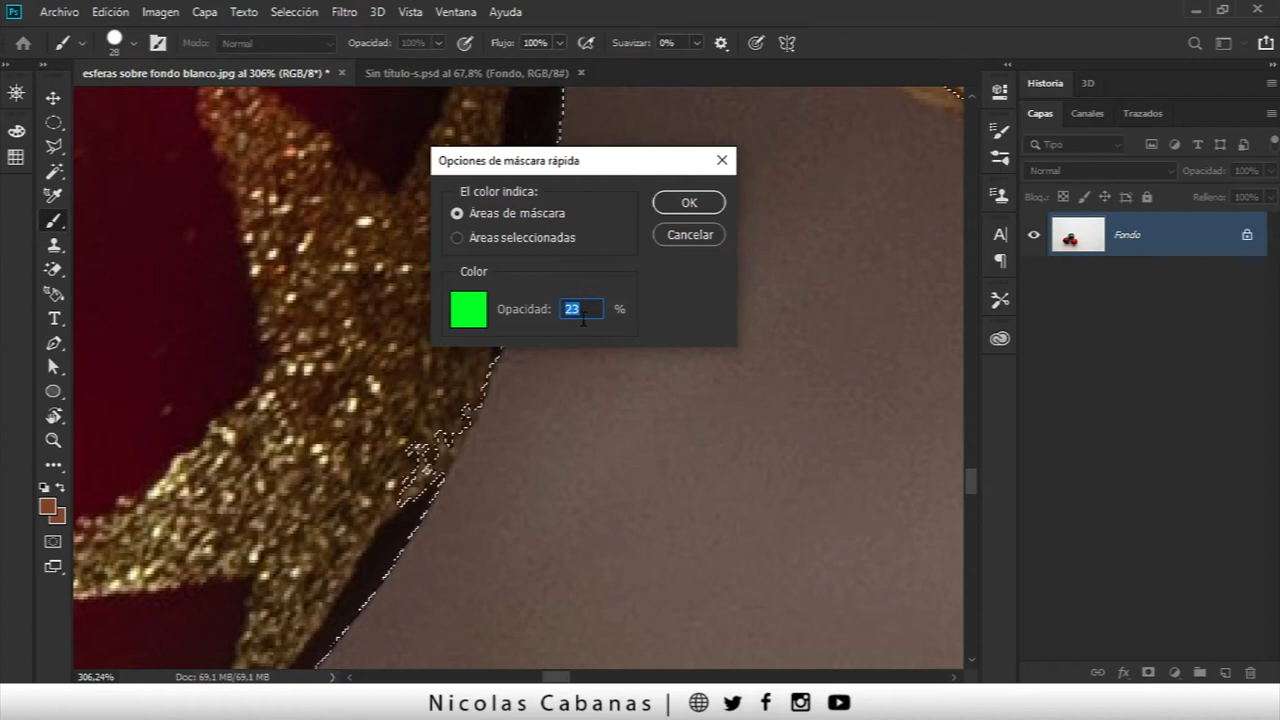 Ps Archivo Edición Imagen Capa Texto Selección Filtro 3D Vista Ventana Ayuda
28 Modo: Normal Opacidad: 100% Flujo: 100% Suavizar: 0%
esferas sobre fondo blanco.jpg al 306% (RGB/8*) * × Sin título-s.psd al 67,8% (Fondo, RGB/8#) ×
Historia 3D
Capas Canales Trazados
Tipo
Normal Opacidad: 100%
Bloq.: Relleno: 100%
Fondo
Opciones de máscara rápida
El color indica:
Áreas de máscara
Áreas seleccionadas
OK
Cancelar
Color
Opacidad: 23 %
306,24% Doc: 69,1 MB/69,1 MB
Nicolas Cabanas |